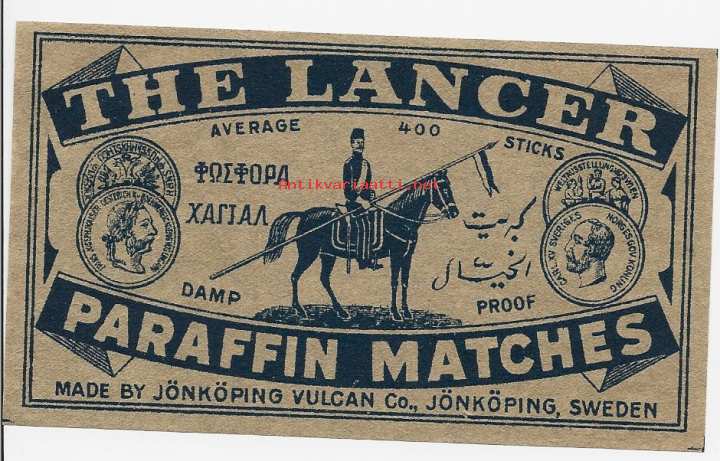 THE LANCER
AVERAGE 400 STICKS
ΦΩΣΦΟΡΑ
ΧΑΓΙΑΛ
Antikvariaatti.net
كبريت
الخيال
DAMP PROOF
CARL XV SVERIGES NORGES GOV KONUNG
PARAFFIN MATCHES
MADE BY JÖNKÖPING VULCAN Co., JÖNKÖPING, SWEDEN